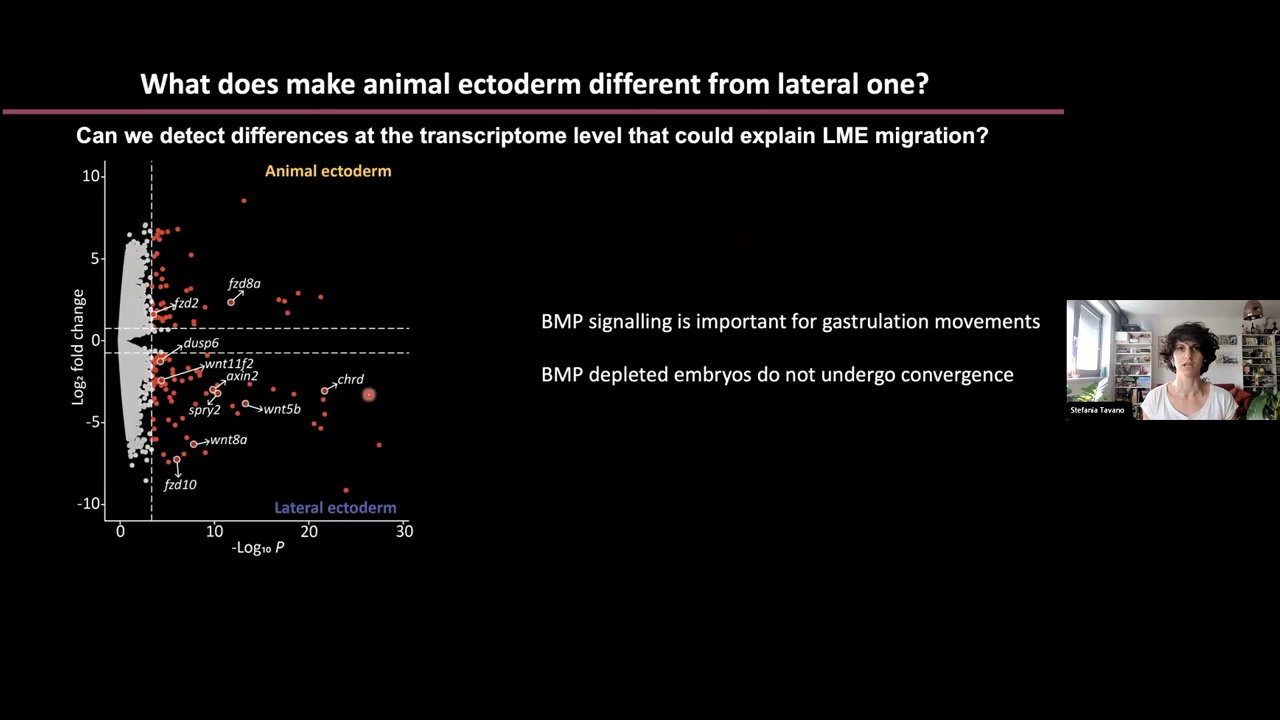 What does make animal ectoderm different from lateral one?
Can we detect differences at the transcriptome level that could explain LME migration?
Animal ectoderm
10
5
0
-5
-10
Log₂ fold change
fzd8a
fzd2
dusp6
wnt11f2
axin2
chrd
spry2
wnt5b
wnt8a
fzd10
Lateral ectoderm
0 10 20 30
-Log₁₀ P
BMP signalling is important for gastrulation movements
BMP depleted embryos do not undergo convergence
Stefania Tavano